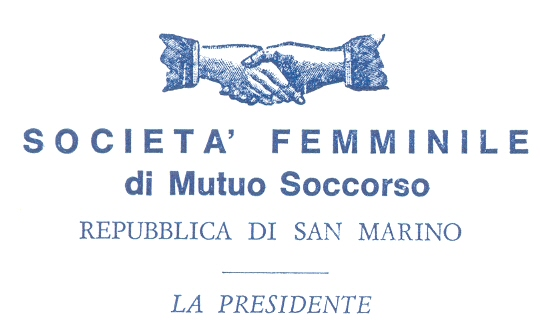 SOCIETA' FEMMINILE
di Mutuo Soccorso
REPUBBLICA DI SAN MARINO
LA PRESIDENTE